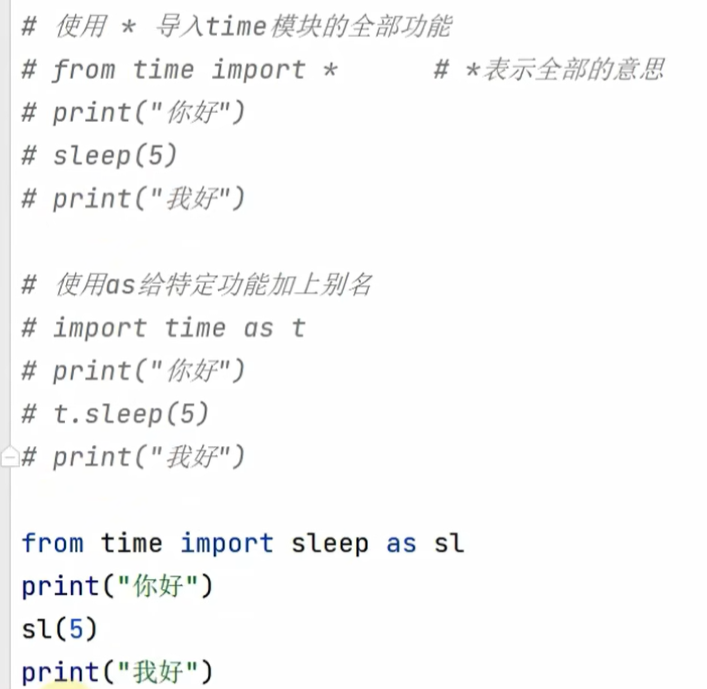 # 使用 * 导入time模块的全部功能
# from time import *      # *表示全部的意思
# print("你好")
# sleep(5)
# print("我好")
# 使用as给特定功能加上别名
# import time as t
# print("你好")
# t.sleep(5)
# print("我好")
from time import sleep as sl
print("你好")
sl(5)
print("我好")